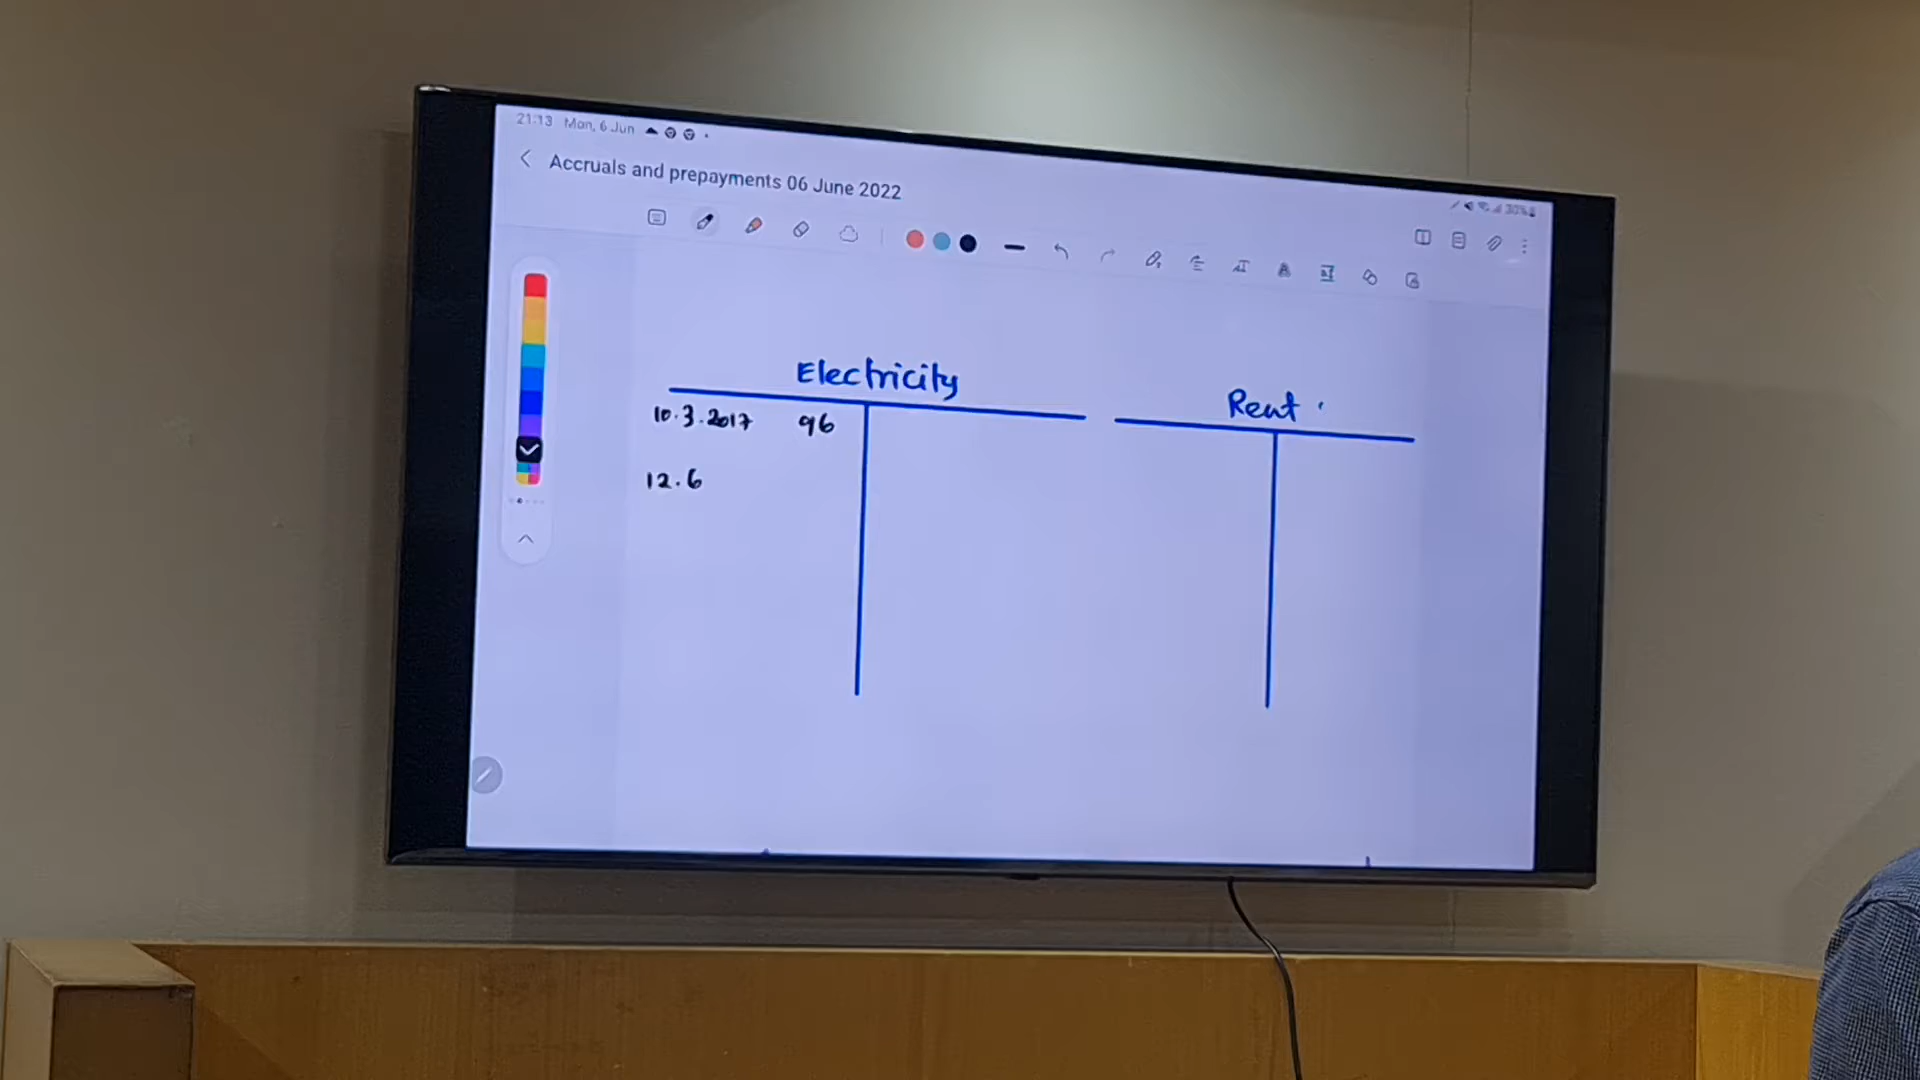 21:13 Mon, 6 Jun
30%
Accruals and prepayments 06 June 2022
Electricity
Rent
10.3.2017 96
12.6